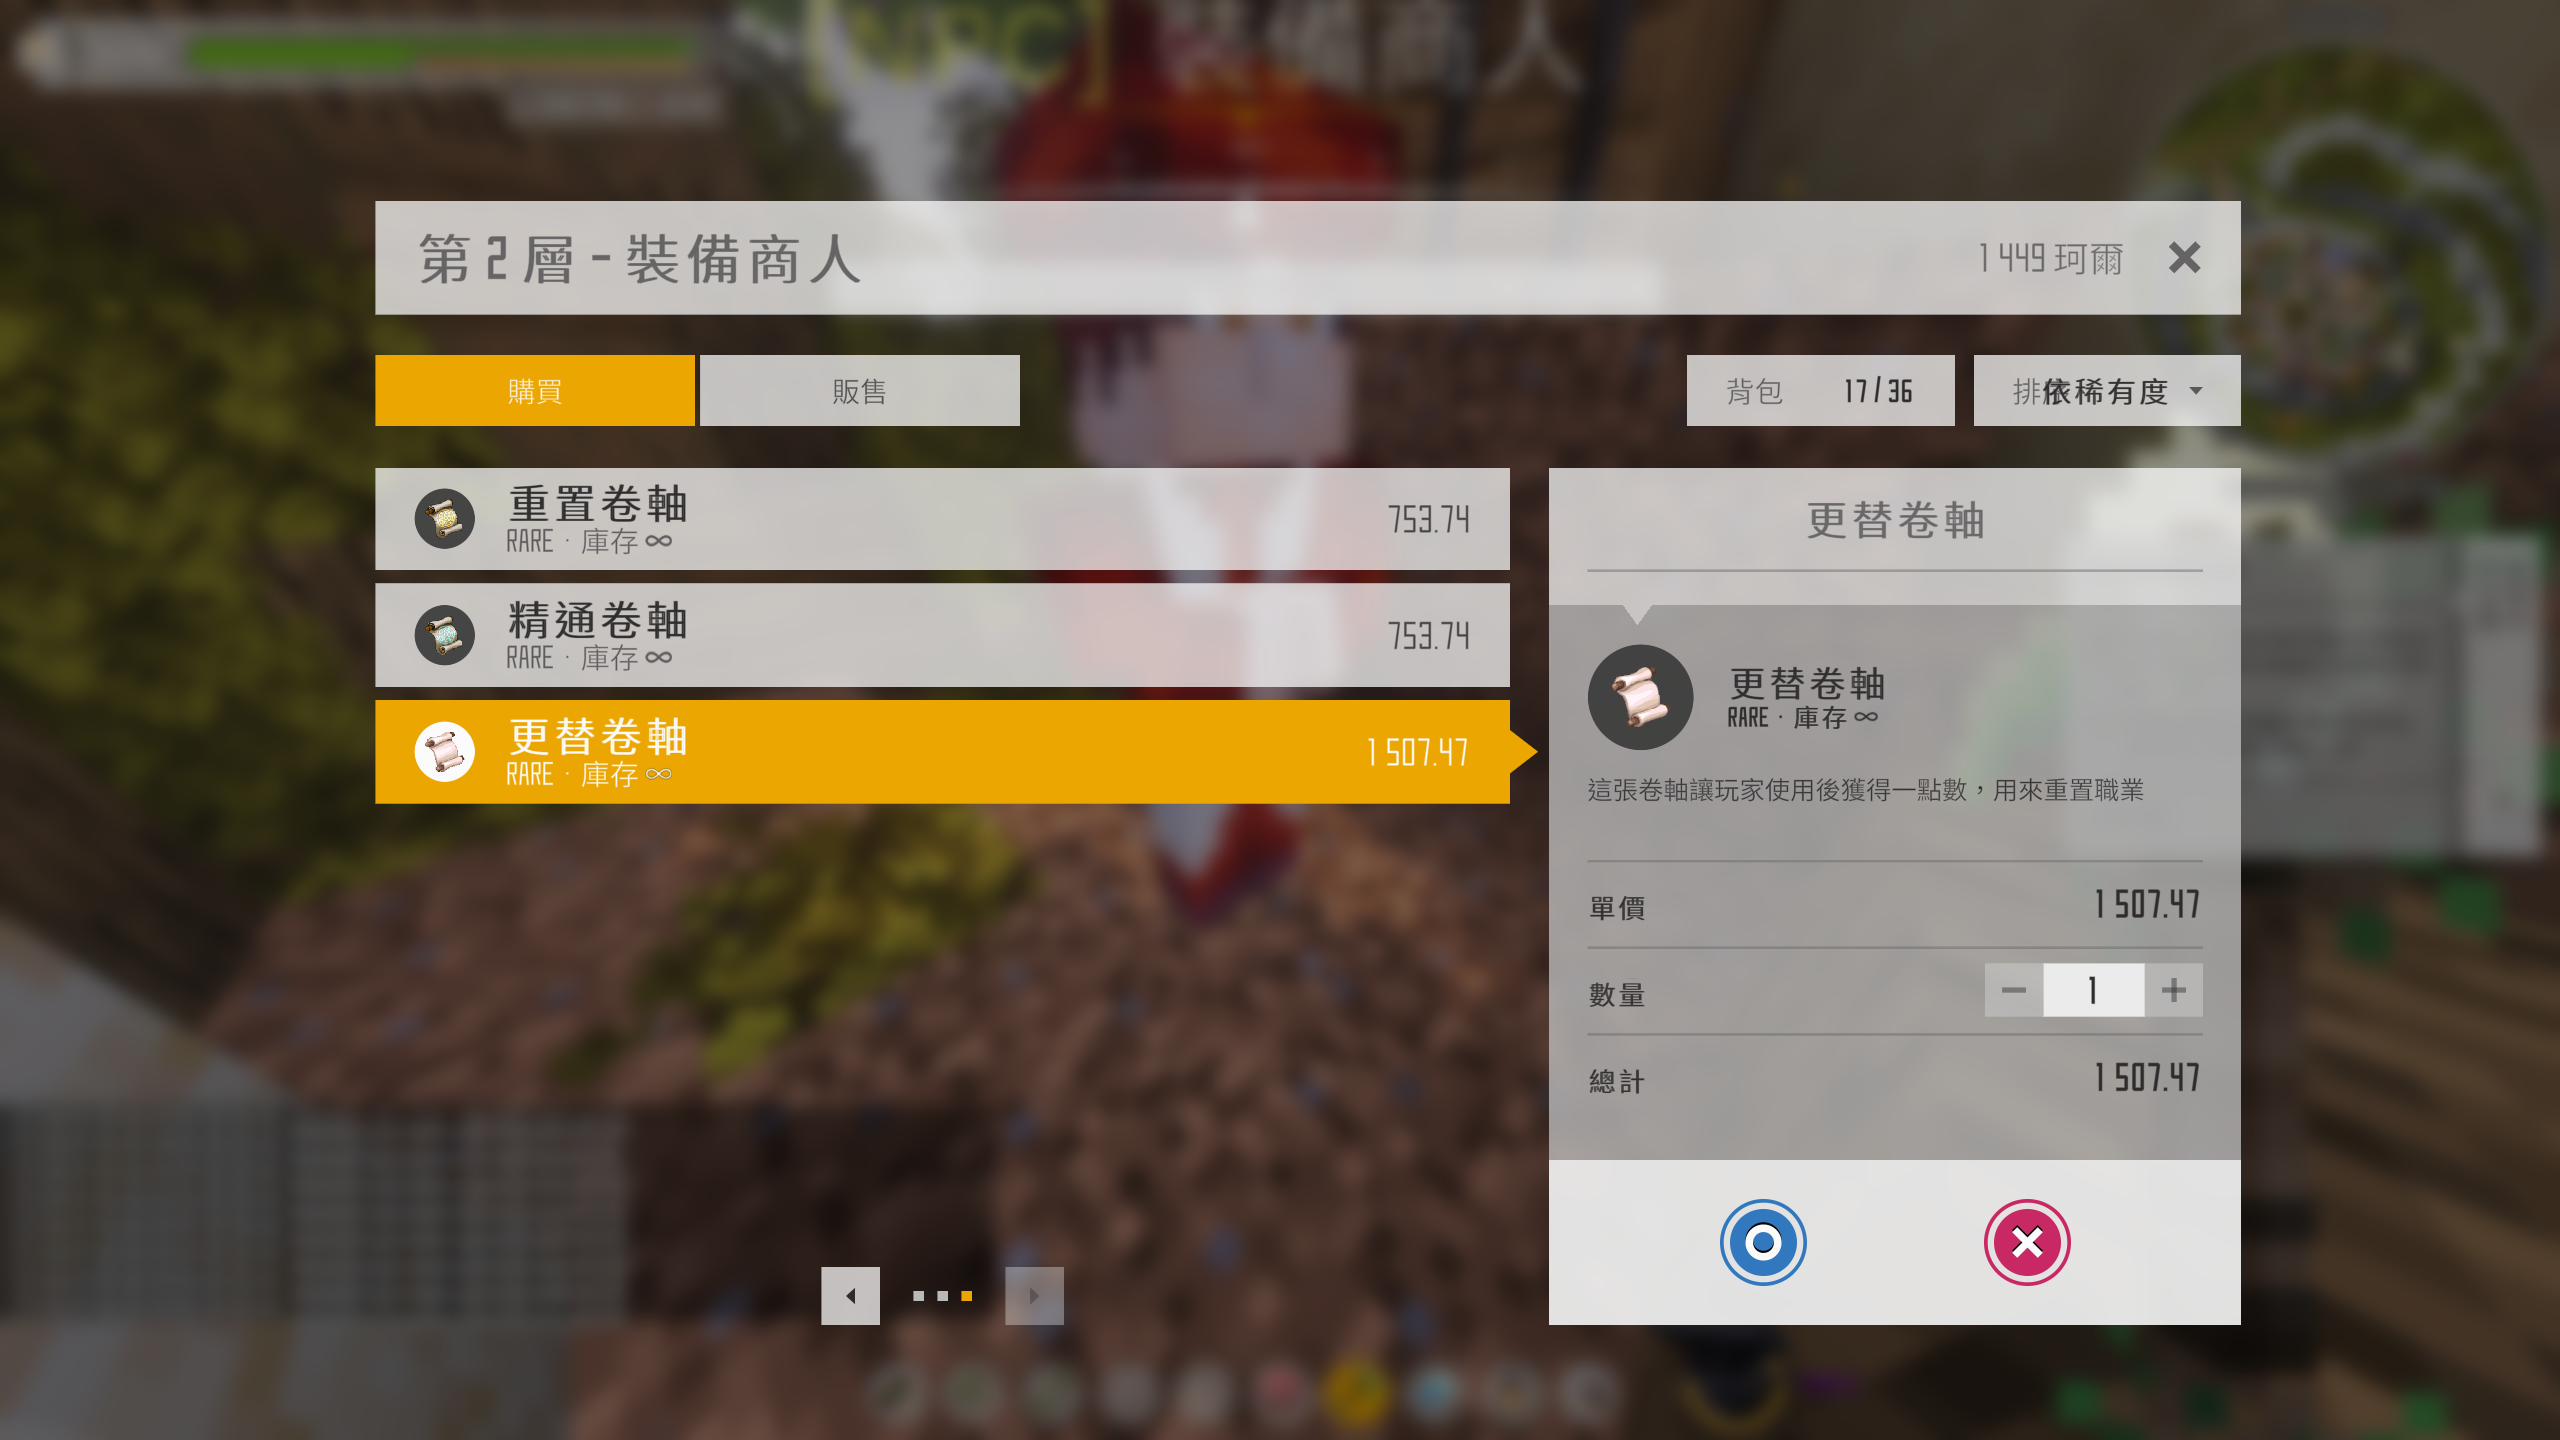 [NPC] 裝備商人
第2層-裝備商人
1 449 珂爾
購買
販售
背包 17/36
依稀有度
重置卷軸
RARE · 庫存 ∞
753.74
精通卷軸
RARE · 庫存 ∞
753.74
更替卷軸
RARE · 庫存 ∞
1 507.47
更替卷軸
更替卷軸
RARE · 庫存 ∞
這張卷軸讓玩家使用後獲得一點數，用來重置職業
單價 1 507.47
數量 1
總計 1 507.47